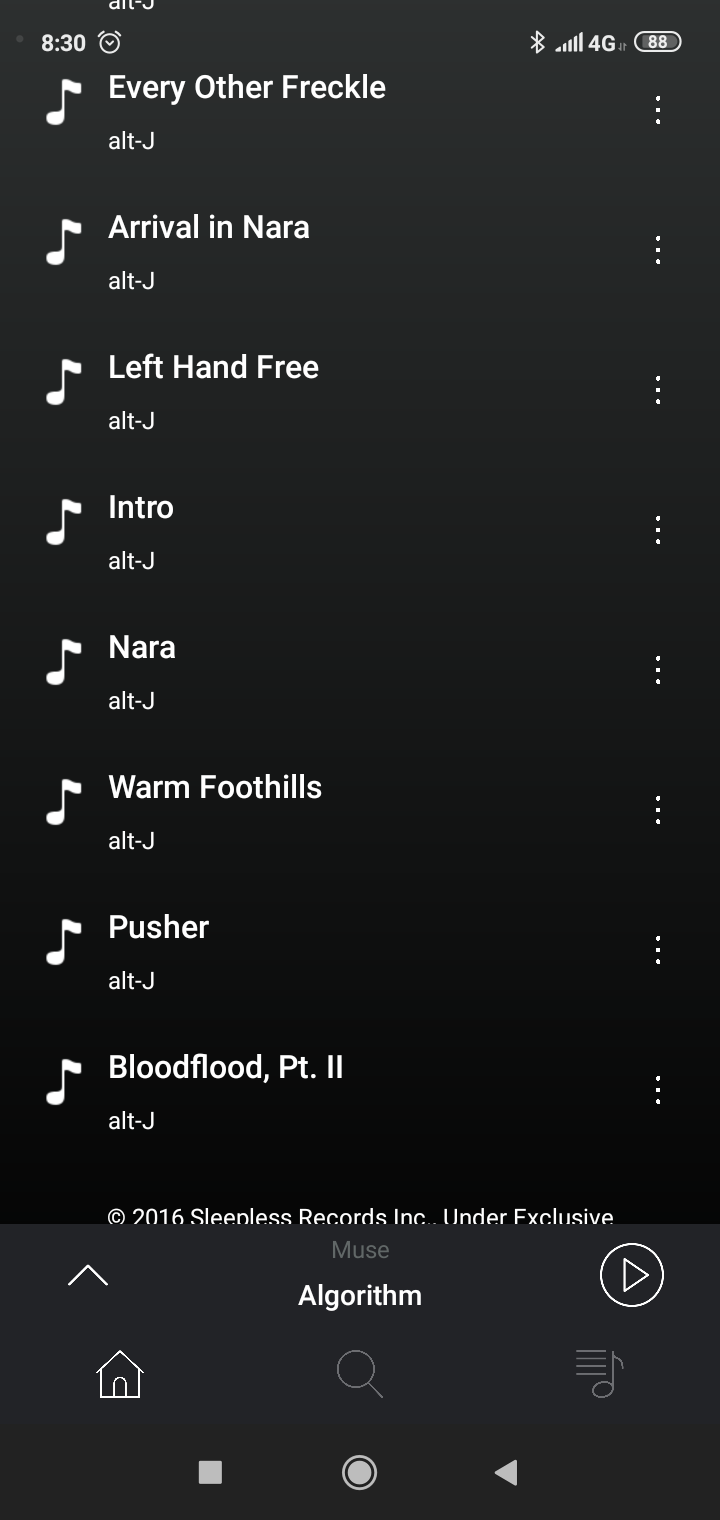 alt-J
8:30 4G 88
Every Other Freckle
alt-J
Arrival in Nara
alt-J
Left Hand Free
alt-J
Intro
alt-J
Nara
alt-J
Warm Foothills
alt-J
Pusher
alt-J
Bloodflood, Pt. II
alt-J
© 2016 Sleepless Records Inc., Under Exclusive
Muse
Algorithm